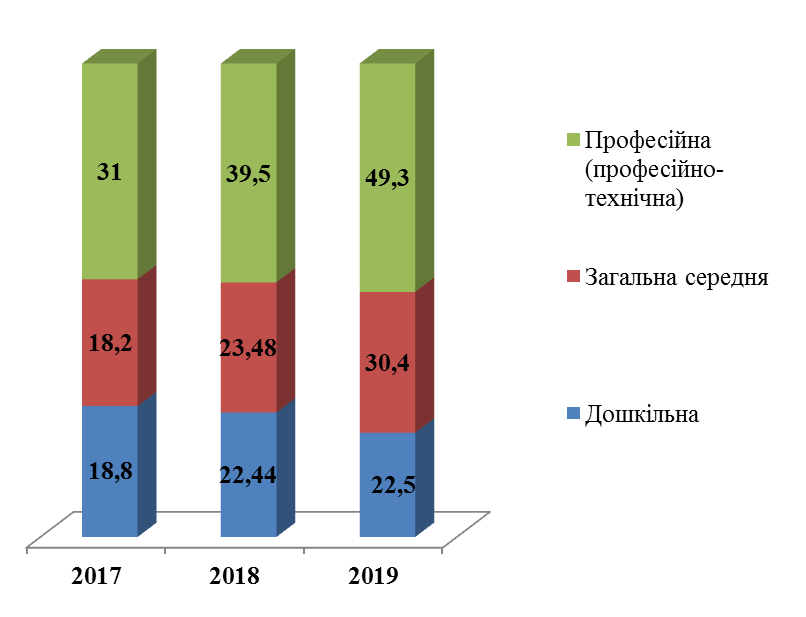 31
39,5
49,3
18,2
23,48
30,4
18,8
22,44
22,5
2017
2018
2019
Професійна
(професійно-
технічна)
Загальна середня
Дошкільна